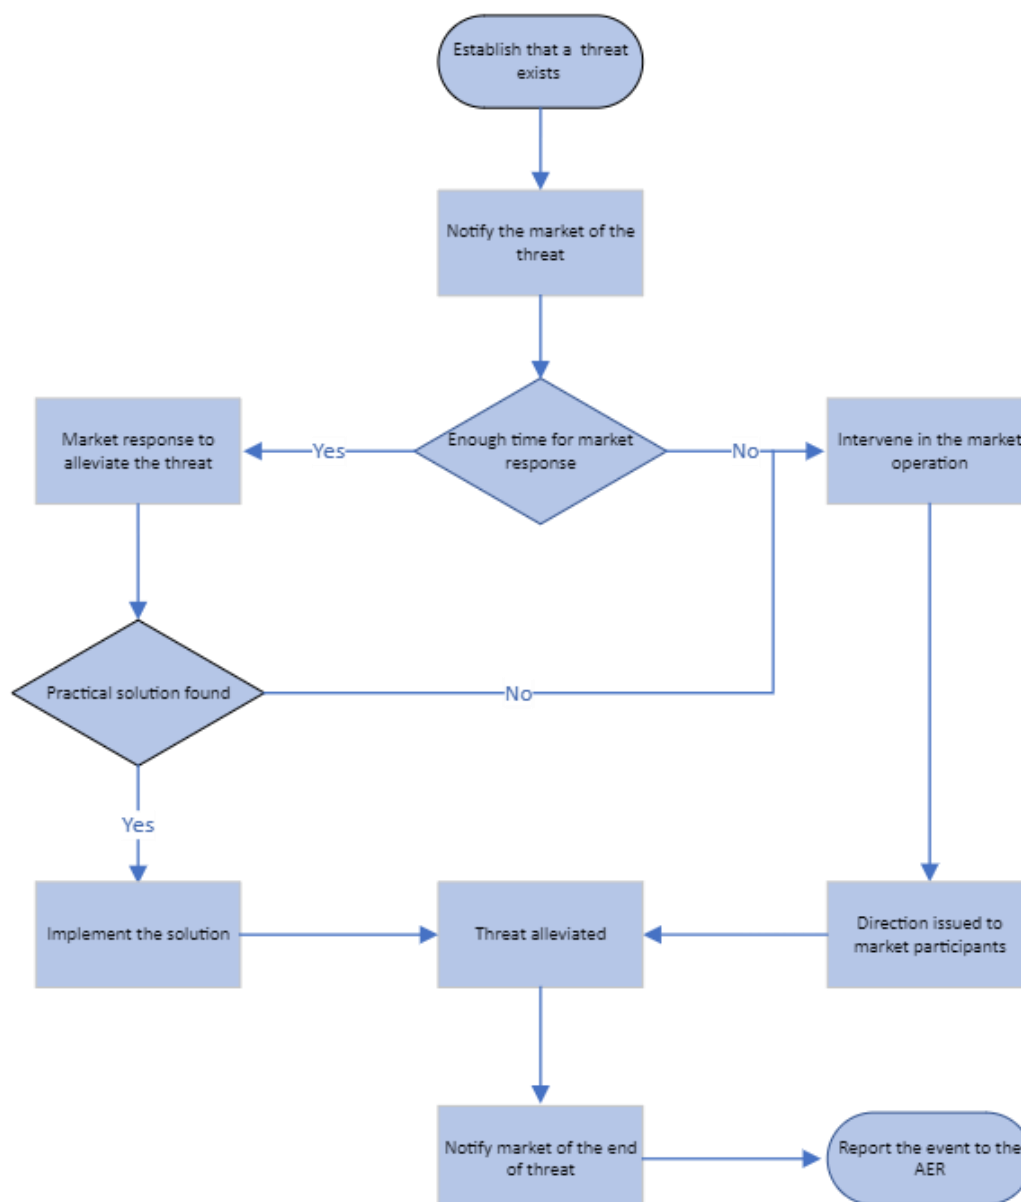 Establish that a threat
exists
Notify the market of the
threat
Market response to
alleviate the threat
Yes
Enough time for market
response
No
Intervene in the market
operation
Practical solution found
No
Yes
Implement the solution
Threat alleviated
Direction issued to
market participants
Notify market of the end
of threat
Report the event to the
AER